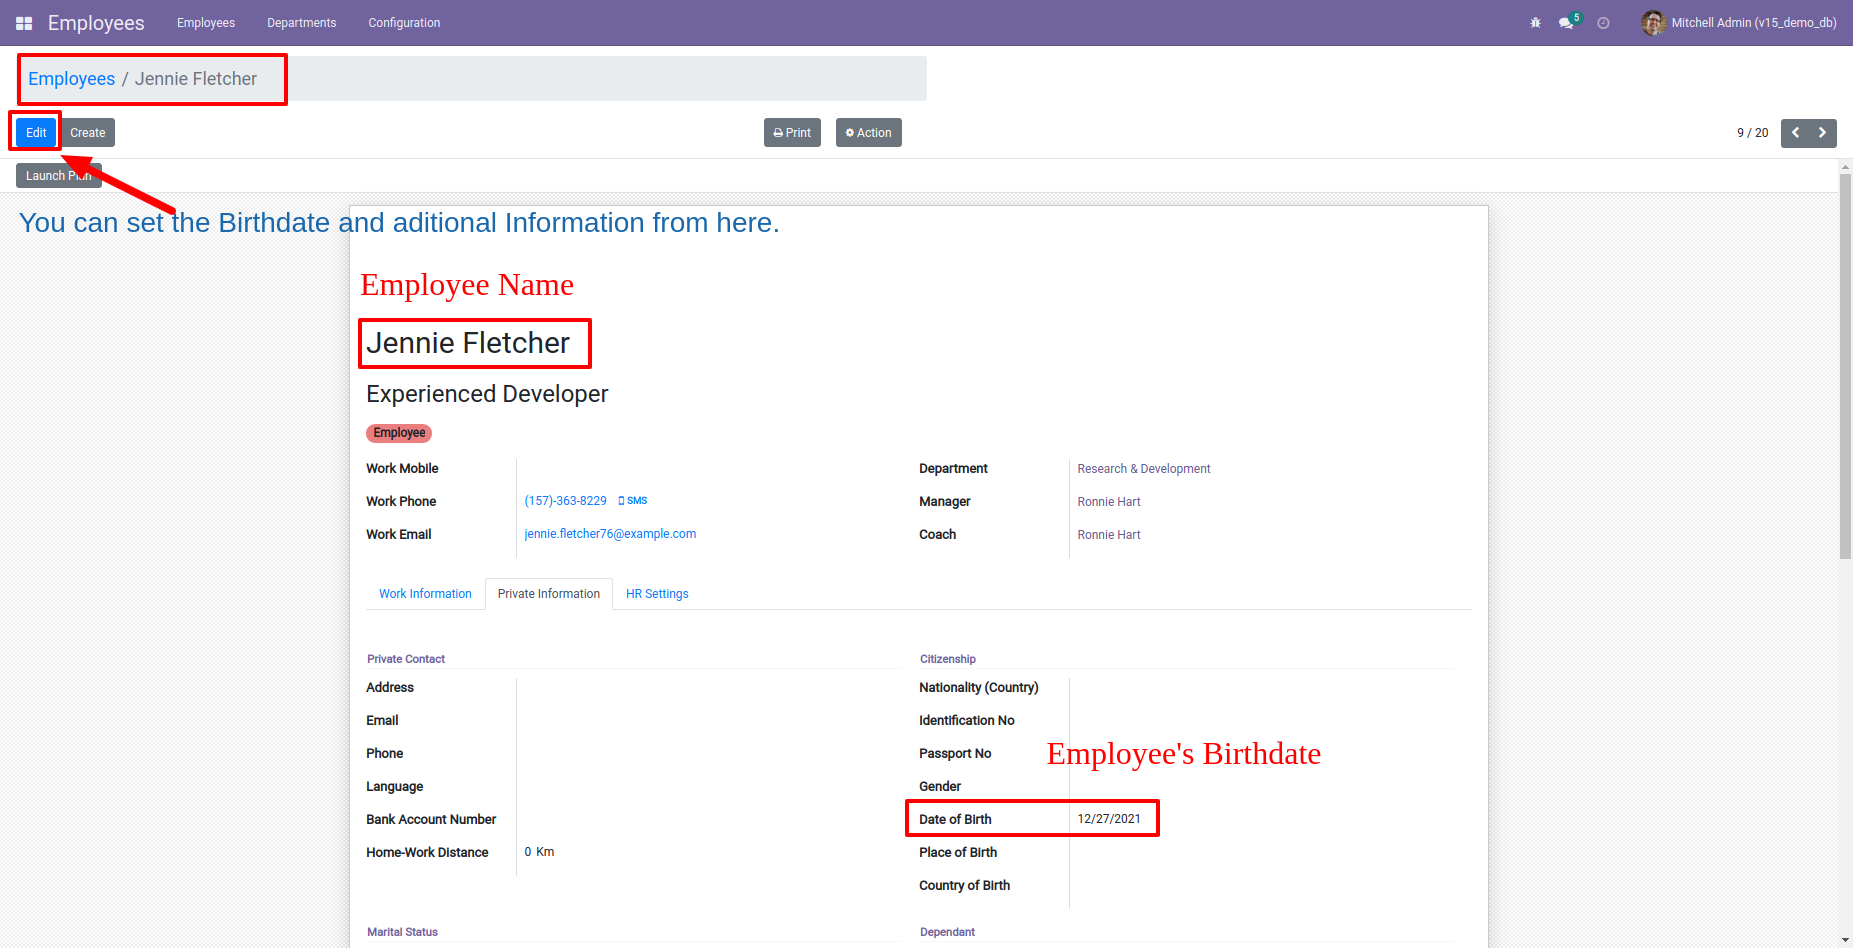 Employees Employees Departments Configuration 5 Mitchell Admin (v15_demo_db)
Employees / Jennie Fletcher
Edit Create Print Action 9 / 20
Launch Plan
You can set the Birthdate and aditional Information from here.
Employee Name
Jennie Fletcher
Experienced Developer
Employee
Work Mobile
Work Phone (157)-363-8229 SMS
Work Email jennie.fletcher76@example.com
Department Research & Development
Manager Ronnie Hart
Coach Ronnie Hart
Work Information Private Information HR Settings
Private Contact
Address
Email
Phone
Language
Bank Account Number
Home-Work Distance 0 Km
Citizenship
Nationality (Country)
Identification No
Passport No
Employee's Birthdate
Gender
Date of Birth 12/27/2021
Place of Birth
Country of Birth
Marital Status
Dependant